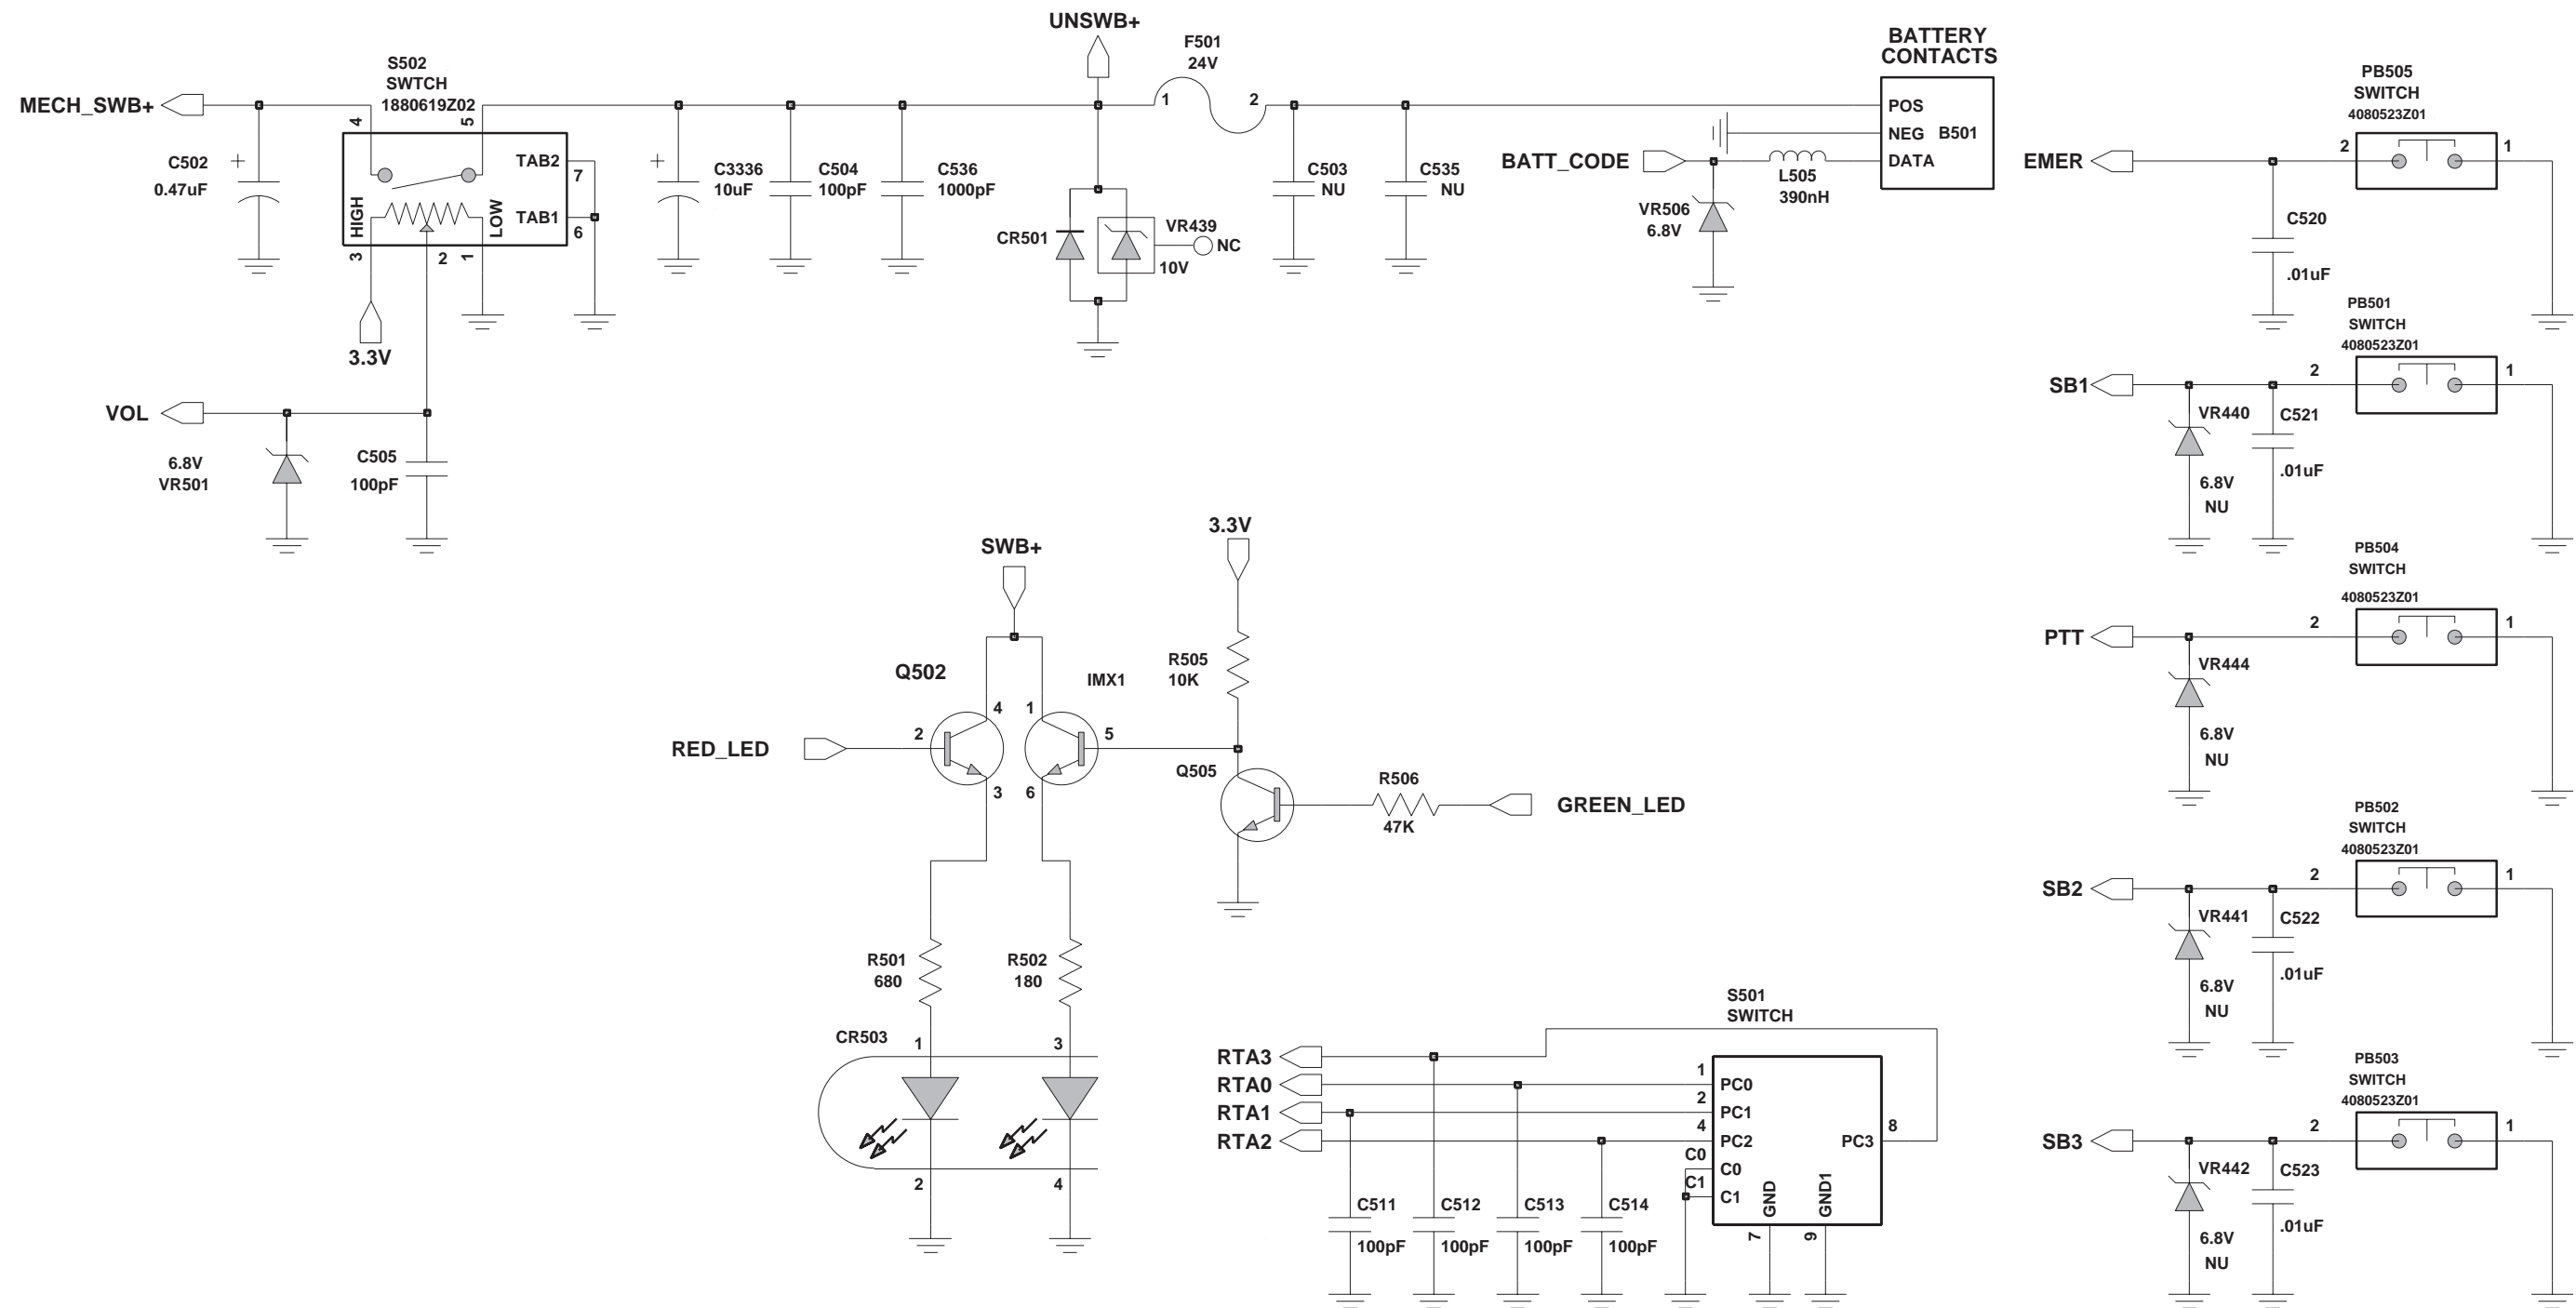 UNSWB+
F501
24V
BATTERY
CONTACTS
S502
SWTCH
1880619Z02
MECH_SWB+
4
5
1
2
POS
NEG B501
DATA
C502
0.47uF
TAB2
7
TAB1
6
HIGH
LOW
3
2
1
3.3V
C3336
10uF
C504
100pF
C536
1000pF
CR501
VR439
NC
10V
C503
NU
C535
NU
BATT_CODE
L505
390nH
VR506
6.8V
VOL
6.8V
VR501
C505
100pF
PB505
SWITCH
4080523Z01
EMER
2
1
C520
.01uF
PB501
SWITCH
4080523Z01
SB1
2
1
VR440
C521
.01uF
6.8V
NU
PB504
SWITCH
4080523Z01
PTT
2
1
VR444
6.8V
NU
PB502
SWITCH
4080523Z01
SB2
2
1
VR441
C522
.01uF
6.8V
NU
PB503
SWITCH
4080523Z01
SB3
2
1
VR442
C523
.01uF
6.8V
NU
SWB+
3.3V
Q502
IMX1
R505
10K
4
1
RED_LED
2
5
3
6
Q505
R506
47K
GREEN_LED
R501
680
R502
180
CR503
1
3
2
4
S501
SWITCH
RTA3
RTA0
RTA1
RTA2
1
PC0
2
PC1
4
PC2
PC3
8
C0
C0
C1
C1
GND
GND1
7
9
C511
100pF
C512
100pF
C513
100pF
C514
100pF